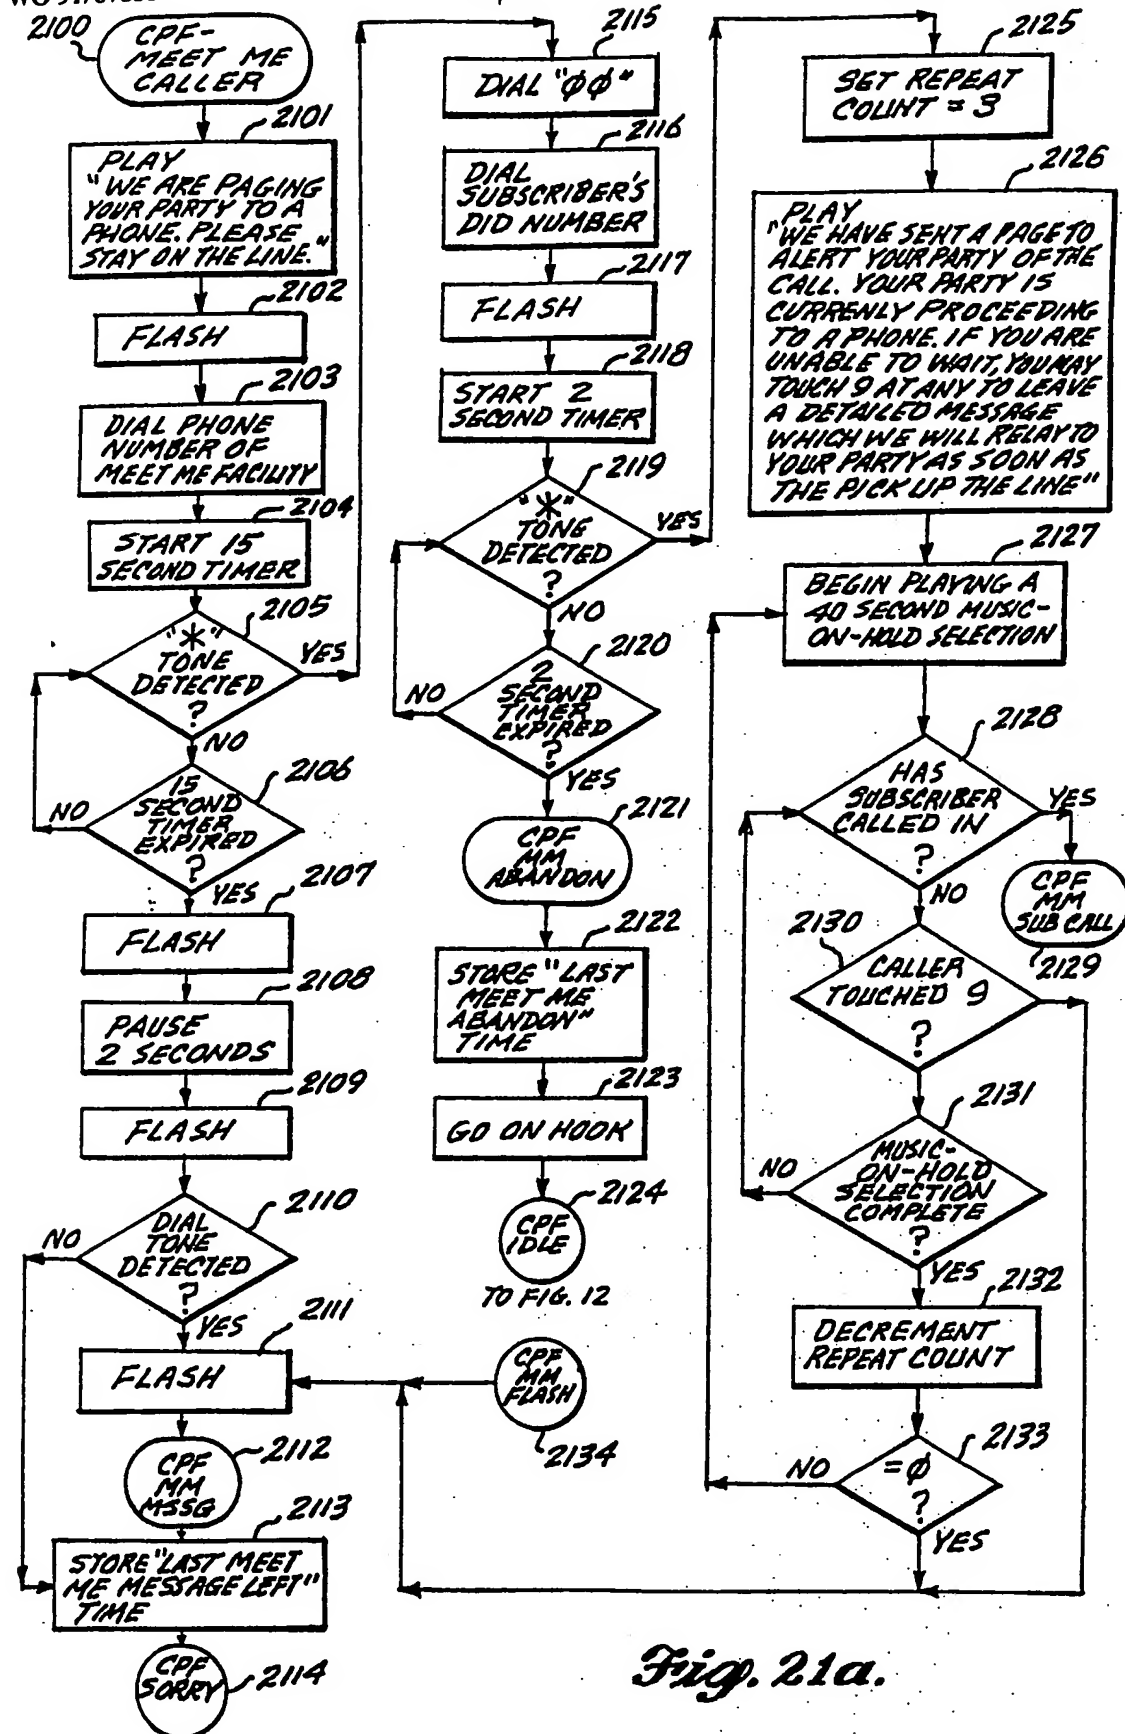 2100
CPF-
MEET ME
CALLER
2101
PLAY
"WE ARE PAGING
YOUR PARTY TO A
PHONE. PLEASE
STAY ON THE LINE."
2102
FLASH
2103
DIAL PHONE
NUMBER OF
MEET ME FACILITY
2104
START 15
SECOND TIMER
2105
"*"
TONE
DETECTED
?
YES
NO
2106
15
SECOND
TIMER
EXPIRED
?
NO
YES
2107
FLASH
2108
PAUSE
2 SECONDS
2109
FLASH
2110
DIAL
TONE
DETECTED
?
NO
YES
2111
FLASH
2112
CPF
MM
MSSG
2113
STORE "LAST MEET
ME MESSAGE LEFT"
TIME
2114
CPF
SORRY
2115
DIAL "φφ"
2116
DIAL
SUBSCRIBER'S
DID NUMBER
2117
FLASH
2118
START 2
SECOND TIMER
2119
"*"
TONE
DETECTED
?
YES
NO
2120
2
SECOND
TIMER
EXPIRED
?
NO
YES
2121
CPF
MM
ABANDON
2122
STORE "LAST
MEET ME
ABANDON"
TIME
2123
GO ON HOOK
2124
CPF
IDLE
TO FIG. 12
CPF
MM
FLASH
2134
2125
SET REPEAT
COUNT = 3
2126
PLAY
"WE HAVE SENT A PAGE TO
ALERT YOUR PARTY OF THE
CALL. YOUR PARTY IS
CURRENLY PROCEEDING
TO A PHONE. IF YOU ARE
UNABLE TO WAIT, YOU MAY
TOUCH 9 AT ANY TO LEAVE
A DETAILED MESSAGE
WHICH WE WILL RELAY TO
YOUR PARTY AS SOON AS
THE PICK UP THE LINE"
2127
BEGIN PLAYING A
40 SECOND MUSIC-
ON-HOLD SELECTION
2128
HAS
SUBSCRIBER
CALLED IN
?
YES
NO
CPF
MM
SUB CALL
2129
2130
CALLER
TOUCHED 9
?
2131
MUSIC-
ON-HOLD
SELECTION
COMPLETE
?
NO
YES
2132
DECREMENT
REPEAT COUNT
2133
=φ
?
NO
YES
Fig. 21a.